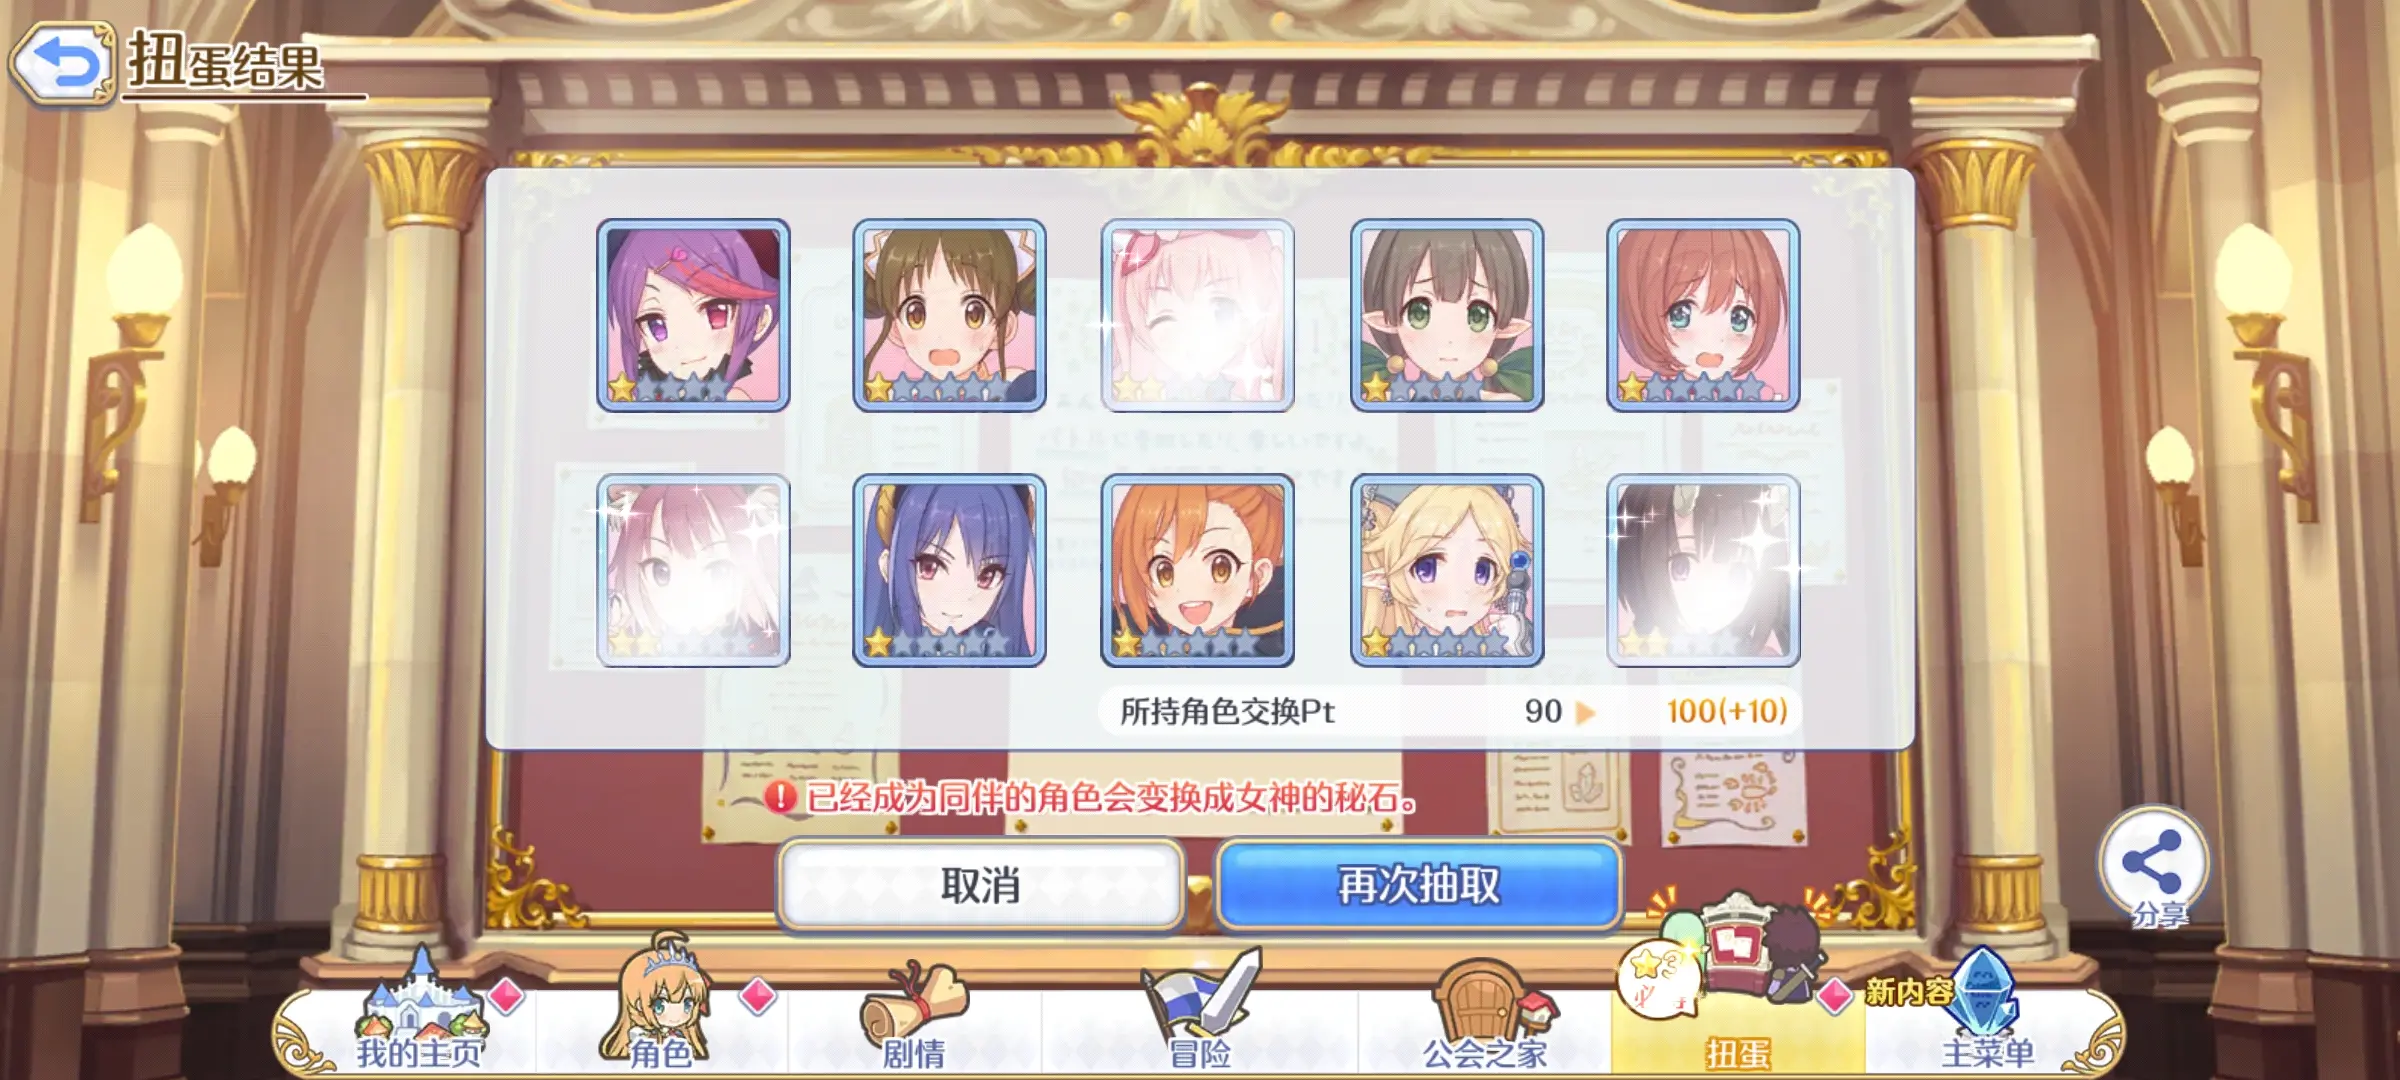 扭蛋结果
所持角色交换Pt 90 ▶ 100(+10)
已经成为同伴的角色会变换成女神的秘石。
取消 再次抽取
分享
新内容
我的主页 角色 剧情 冒险 公会之家 扭蛋 主菜单